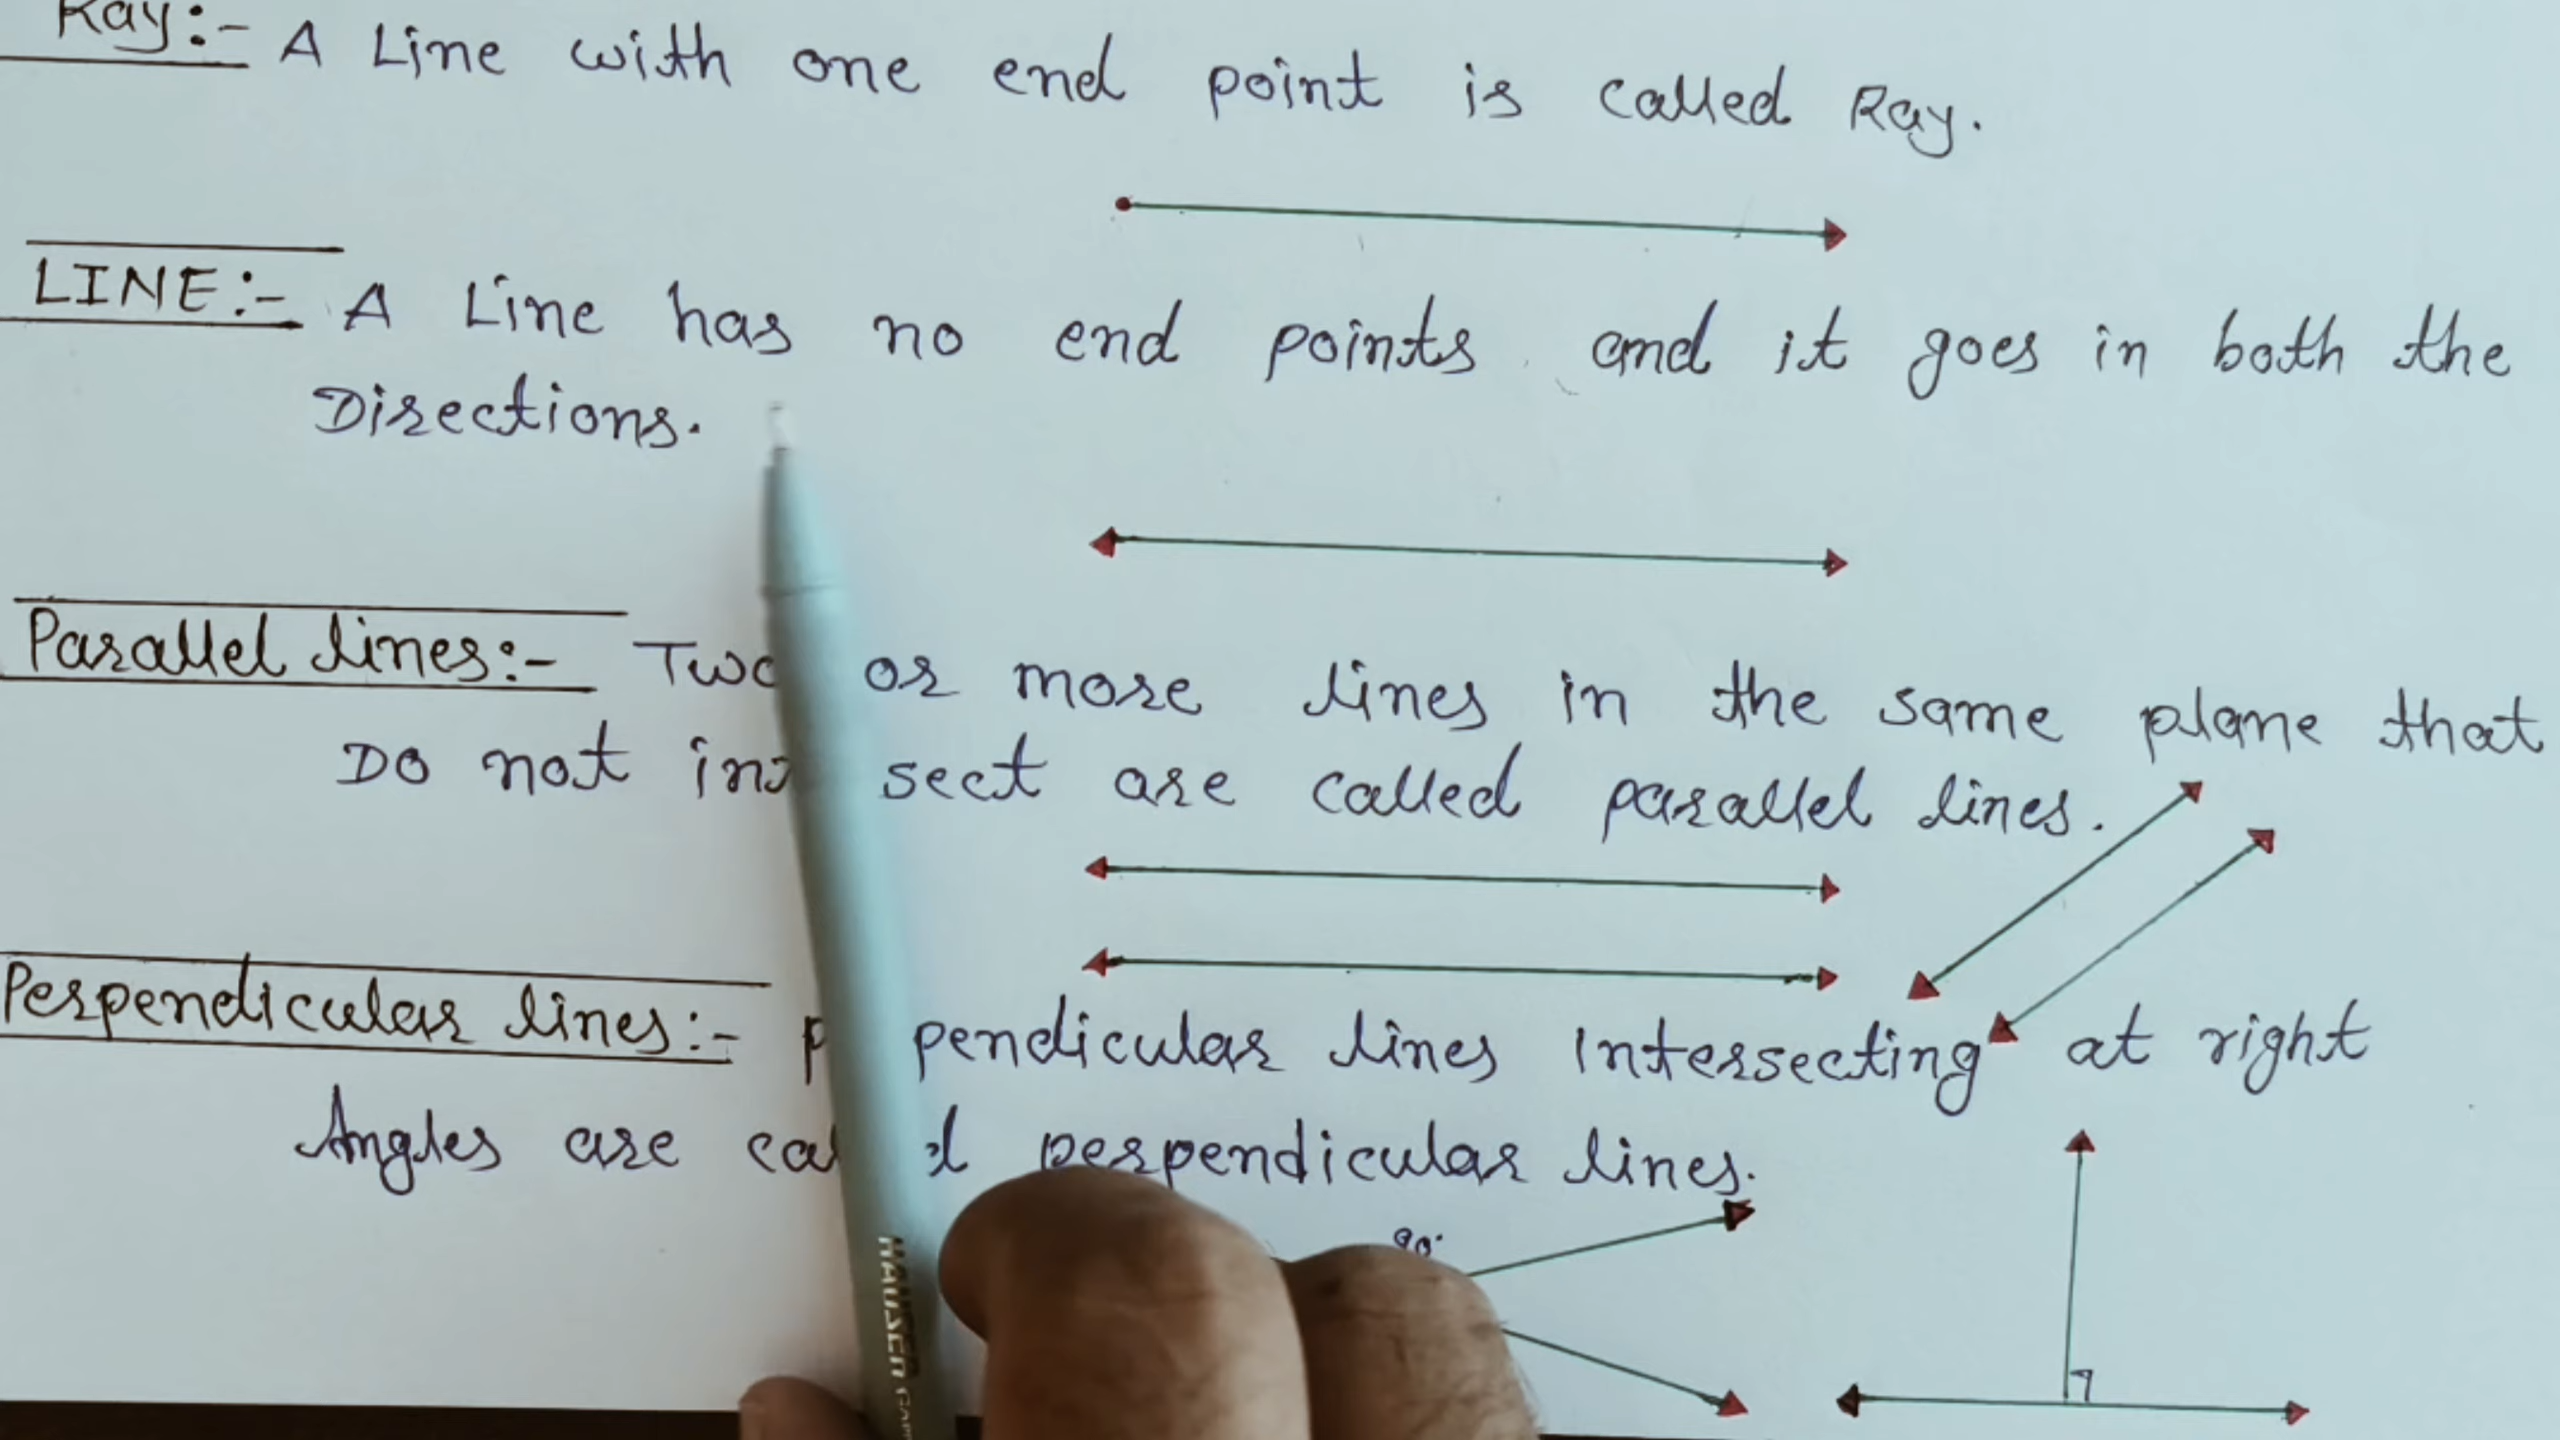 Ray:- A Line with one end point is called Ray.
LINE:- A Line has no end points and it goes in both the
Directions.
Parallel lines:- Two or more lines in the same plane that
Do not sect are called parallel lines.
Perpendicular lines:- pendicular lines Intersecting at right
Angles are perpendicular lines.
90°
HAUSER